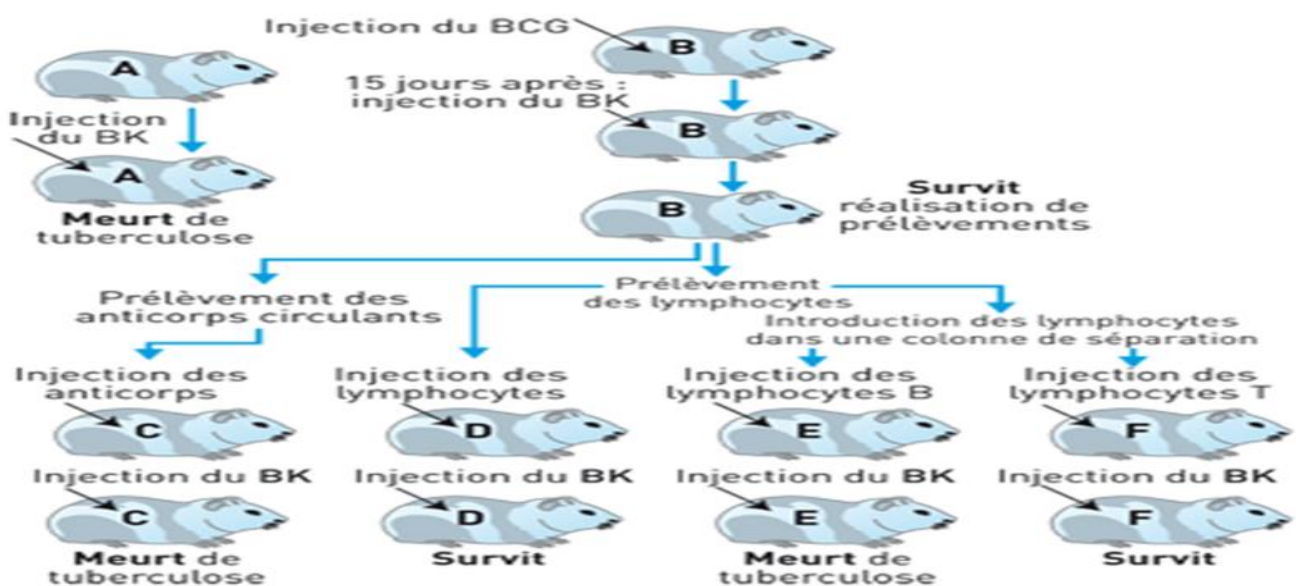 A
Injection
du BK
A
Meurt de
tuberculose
Injection du BCG
B
15 jours après :
injection du BK
B
B
Survit
réalisation de
prélèvements
Prélèvement des
anticorps circulants
Prélèvement
des lymphocytes
Introduction des lymphocytes
dans une colonne de séparation
Injection des
anticorps
C
Injection du BK
C
Meurt de
tuberculose
Injection des
lymphocytes
D
Injection du BK
D
Survit
Injection des
lymphocytes B
E
Injection du BK
E
Meurt de
tuberculose
Injection des
lymphocytes T
F
Injection du BK
F
Survit